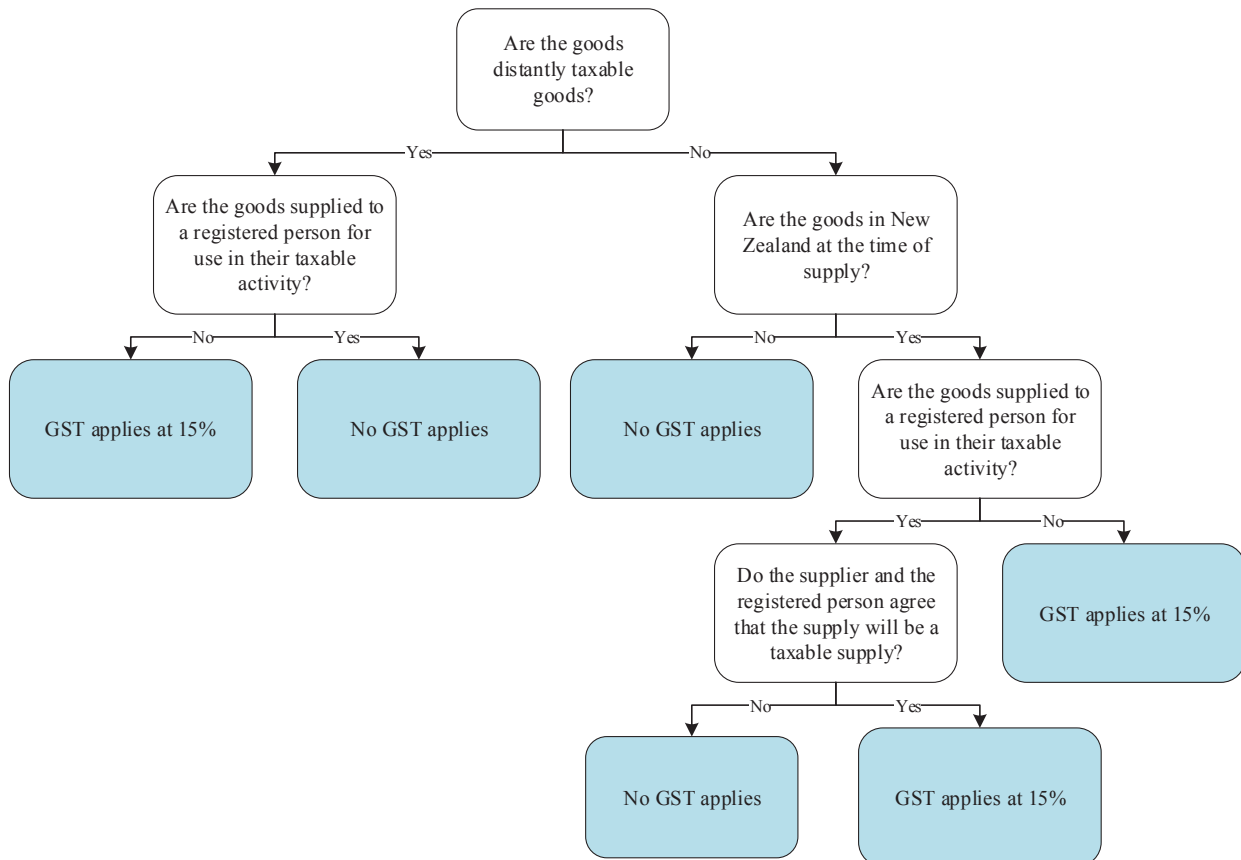 Are the goods
distantly taxable
goods?
Yes
No
Are the goods supplied to
a registered person for
use in their taxable
activity?
Are the goods in New
Zealand at the time of
supply?
No
Yes
No
Yes
GST applies at 15%
No GST applies
No GST applies
Are the goods supplied to
a registered person for
use in their taxable
activity?
Yes
No
Do the supplier and the
registered person agree
that the supply will be a
taxable supply?
GST applies at 15%
No
Yes
No GST applies
GST applies at 15%